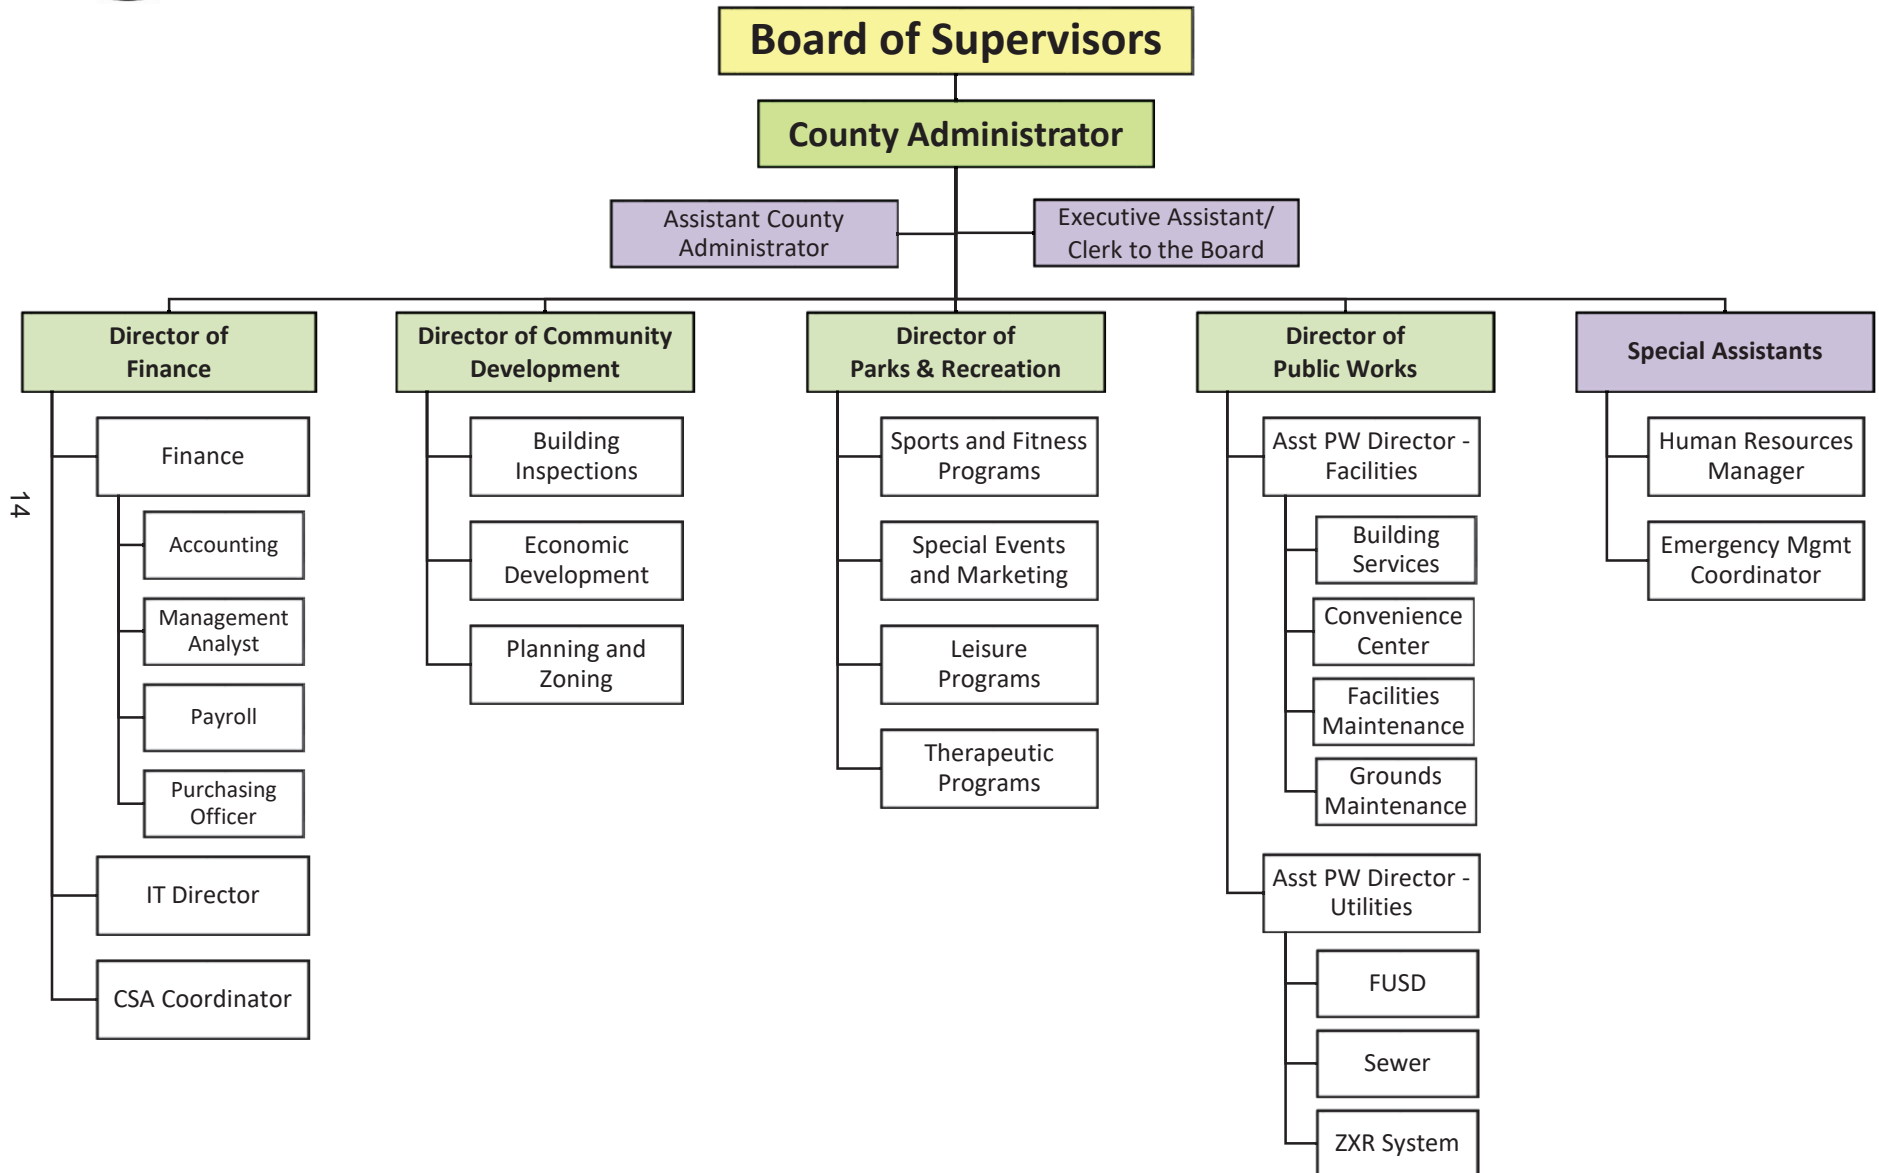 Board of Supervisors
County Administrator
Assistant County
Administrator
Executive Assistant/
Clerk to the Board
Director of
Finance
Finance
Accounting
Management
Analyst
Payroll
Purchasing
Officer
IT Director
CSA Coordinator
Director of Community
Development
Building
Inspections
Economic
Development
Planning and
Zoning
Director of
Parks & Recreation
Sports and Fitness
Programs
Special Events
and Marketing
Leisure
Programs
Therapeutic
Programs
Director of
Public Works
Asst PW Director -
Facilities
Building
Services
Convenience
Center
Facilities
Maintenance
Grounds
Maintenance
Asst PW Director -
Utilities
FUSD
Sewer
ZXR System
Special Assistants
Human Resources
Manager
Emergency Mgmt
Coordinator
14